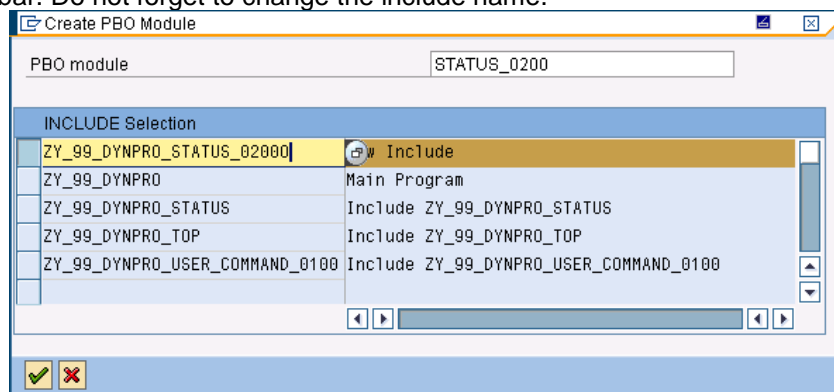 bar. Do not forget to change the include name.
Create PBO Module
PBO module STATUS_0200
INCLUDE Selection
ZY_99_DYNPRO_STATUS_02000 w Include
ZY_99_DYNPRO Main Program
ZY_99_DYNPRO_STATUS Include ZY_99_DYNPRO_STATUS
ZY_99_DYNPRO_TOP Include ZY_99_DYNPRO_TOP
ZY_99_DYNPRO_USER_COMMAND_0100 Include ZY_99_DYNPRO_USER_COMMAND_0100